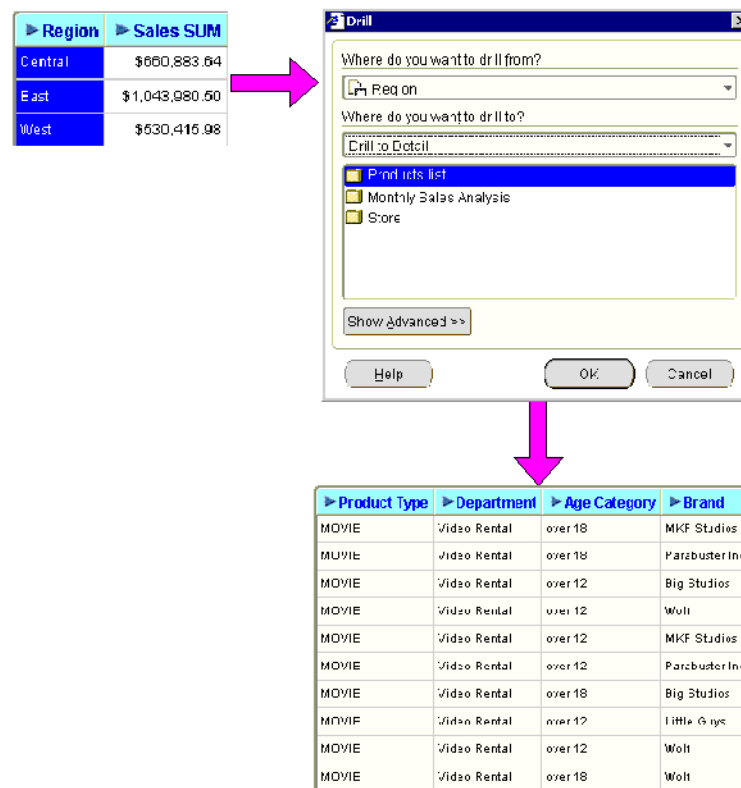 Region Sales SUM
Central $660,883.64
East $1,043,980.50
West $530,415.98
Drill
Where do you want to drill from?
Region
Where do you want to drill to?
Drill to Detail
Products list
Monthly Sales Analysis
Store
Show Advanced >>
Help OK Cancel
Product Type Department Age Category Brand
MOVIE Video Rental over 18 MKF Studios
MOVIE Video Rental over 18 Parabuster In
MOVIE Video Rental over 12 Big Studios
MOVIE Video Rental over 12 Wolf
MOVIE Video Rental over 12 MKF Studios
MOVIE Video Rental over 12 Parabuster In
MOVIE Video Rental over 18 Big Studios
MOVIE Video Rental over 12 Little Guys
MOVIE Video Rental over 12 Wolf
MOVIE Video Rental over 18 Wolf